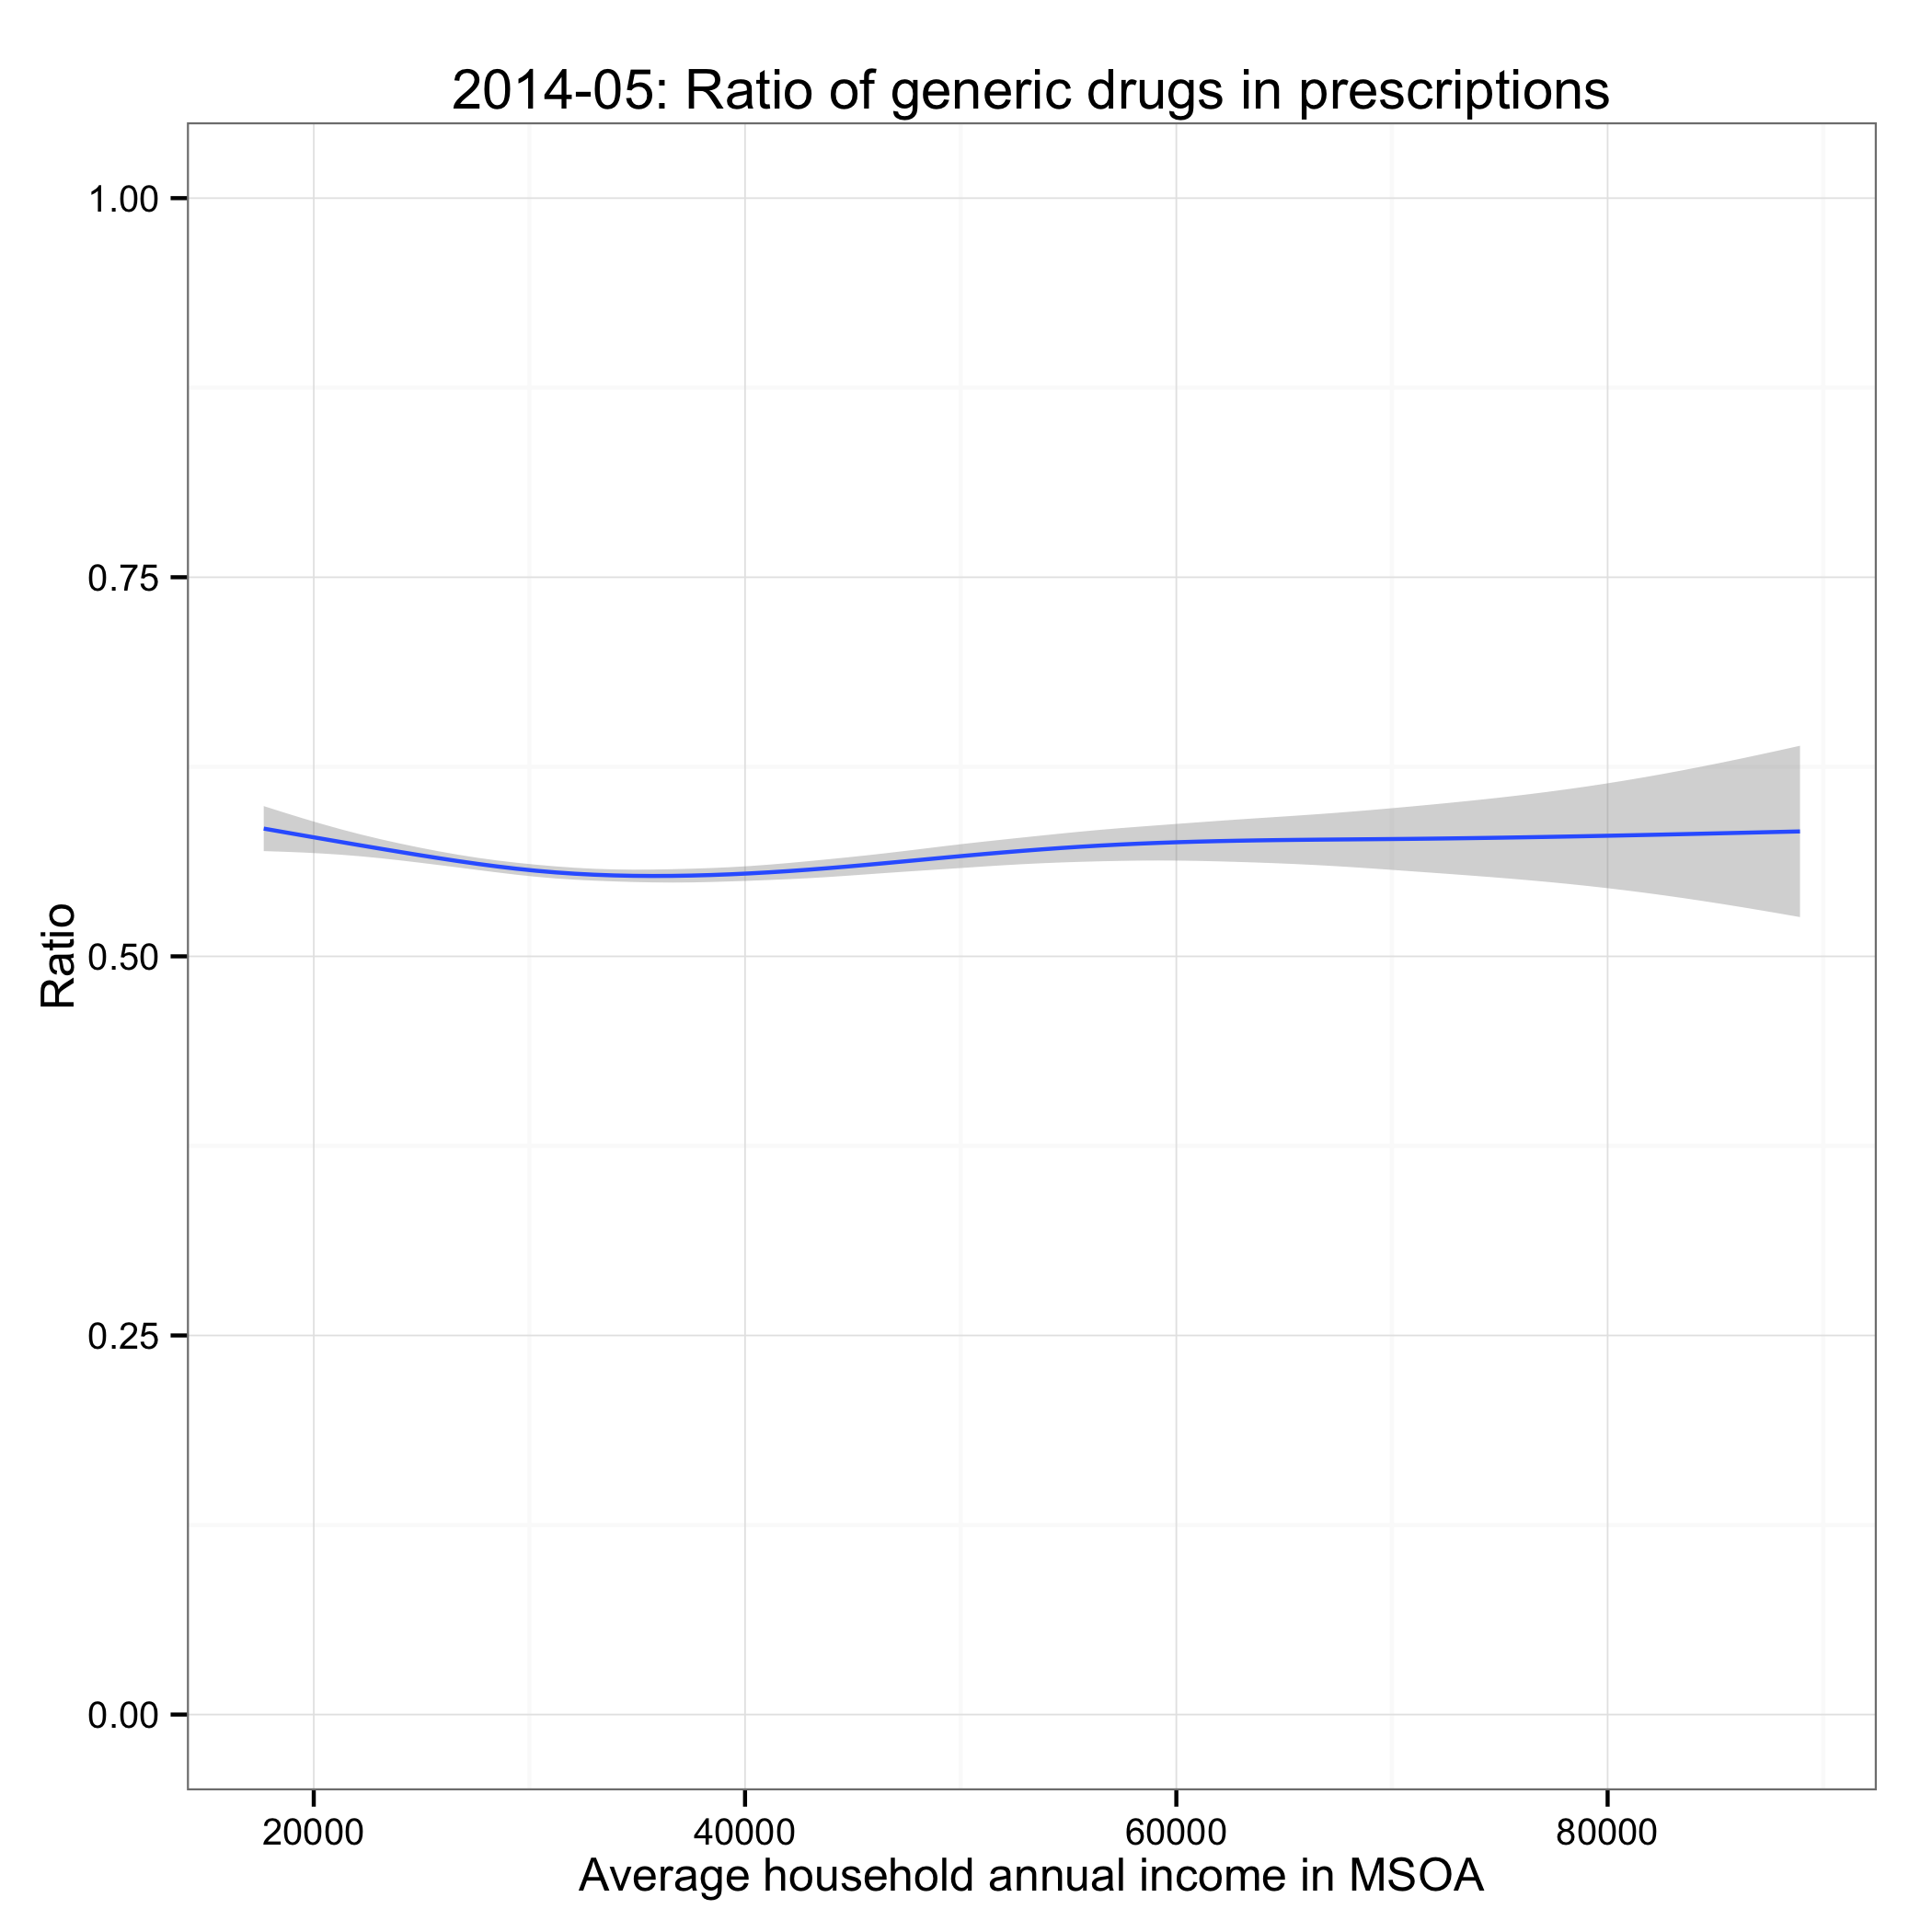 2014-05: Ratio of generic drugs in prescriptions
1.00
0.75
0.50
0.25
0.00
Ratio
20000 40000 60000 80000
Average household annual income in MSOA